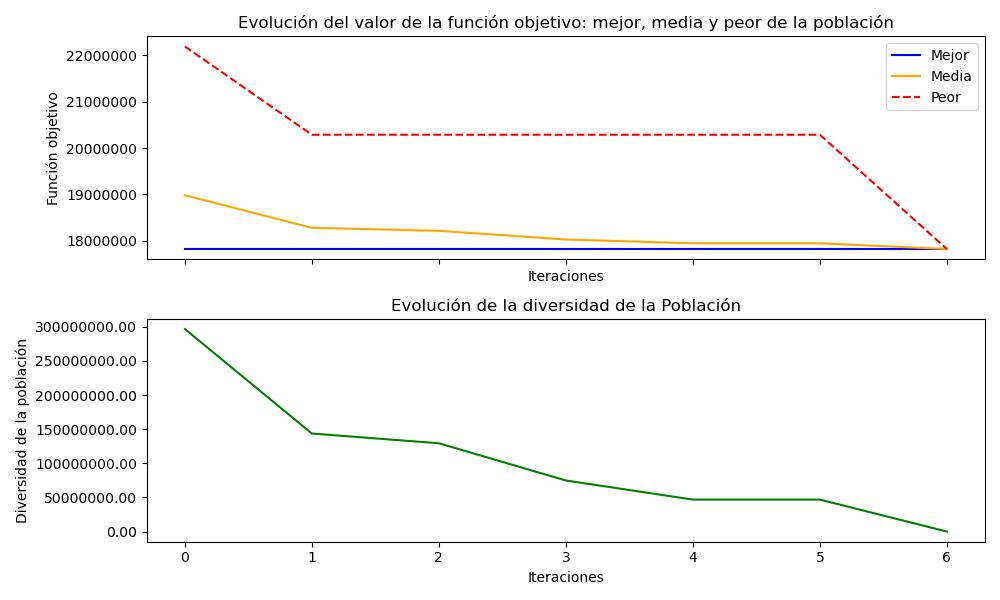 Evolución del valor de la función objetivo: mejor, media y peor de la población
Función objetivo
22000000
21000000
20000000
19000000
18000000
Mejor
Media
Peor
Iteraciones
Evolución de la diversidad de la Población
Diversidad de la población
300000000.00
250000000.00
200000000.00
150000000.00
100000000.00
50000000.00
0.00
0 1 2 3 4 5 6
Iteraciones